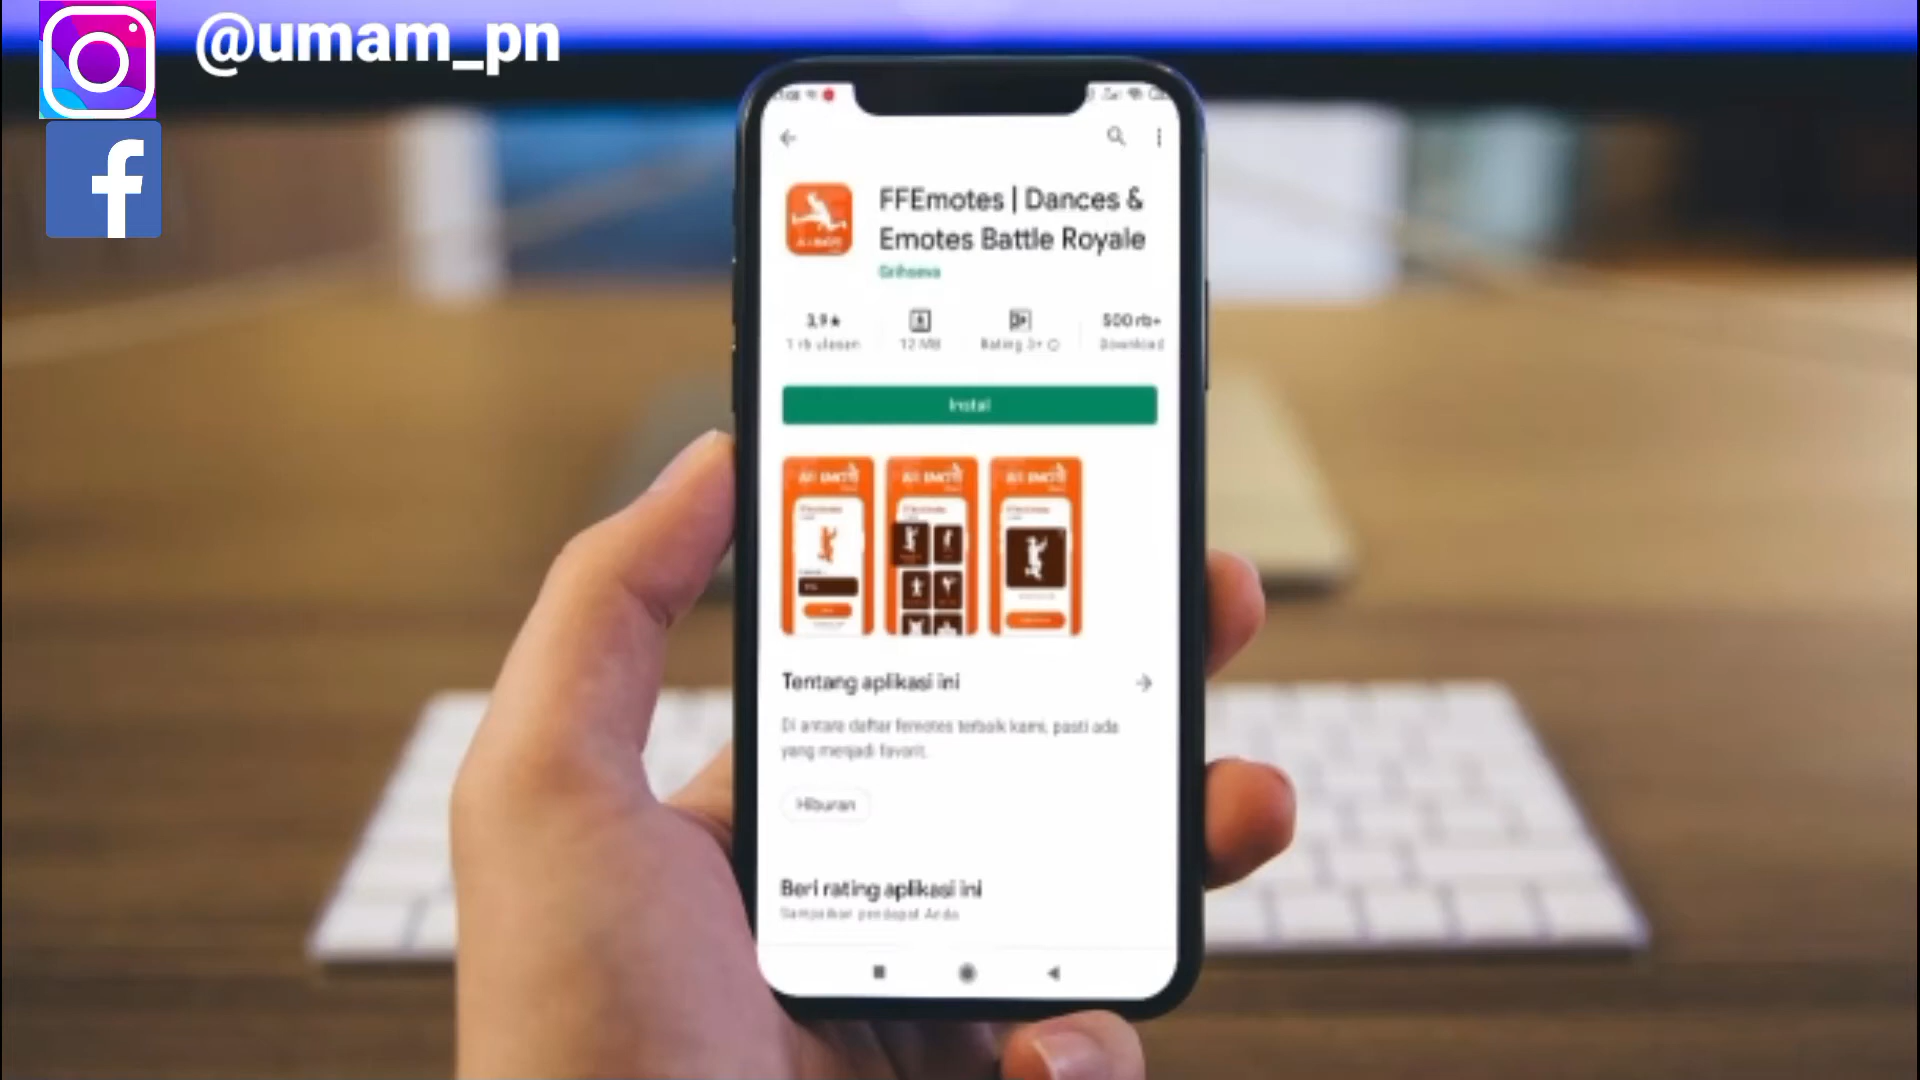 @umam_pn
FFEmotes | Dances &
Emotes Battle Royale
3,9★
500 rb+
1 rb ulasan
12 MB
Rating 3+
Download
Instal
Tentang aplikasi ini
Di antara daftar femotes terbaik kami, pasti ada
yang menjadi favorit.
Hiburan
Beri rating aplikasi ini
Sampaikan pendapat Anda